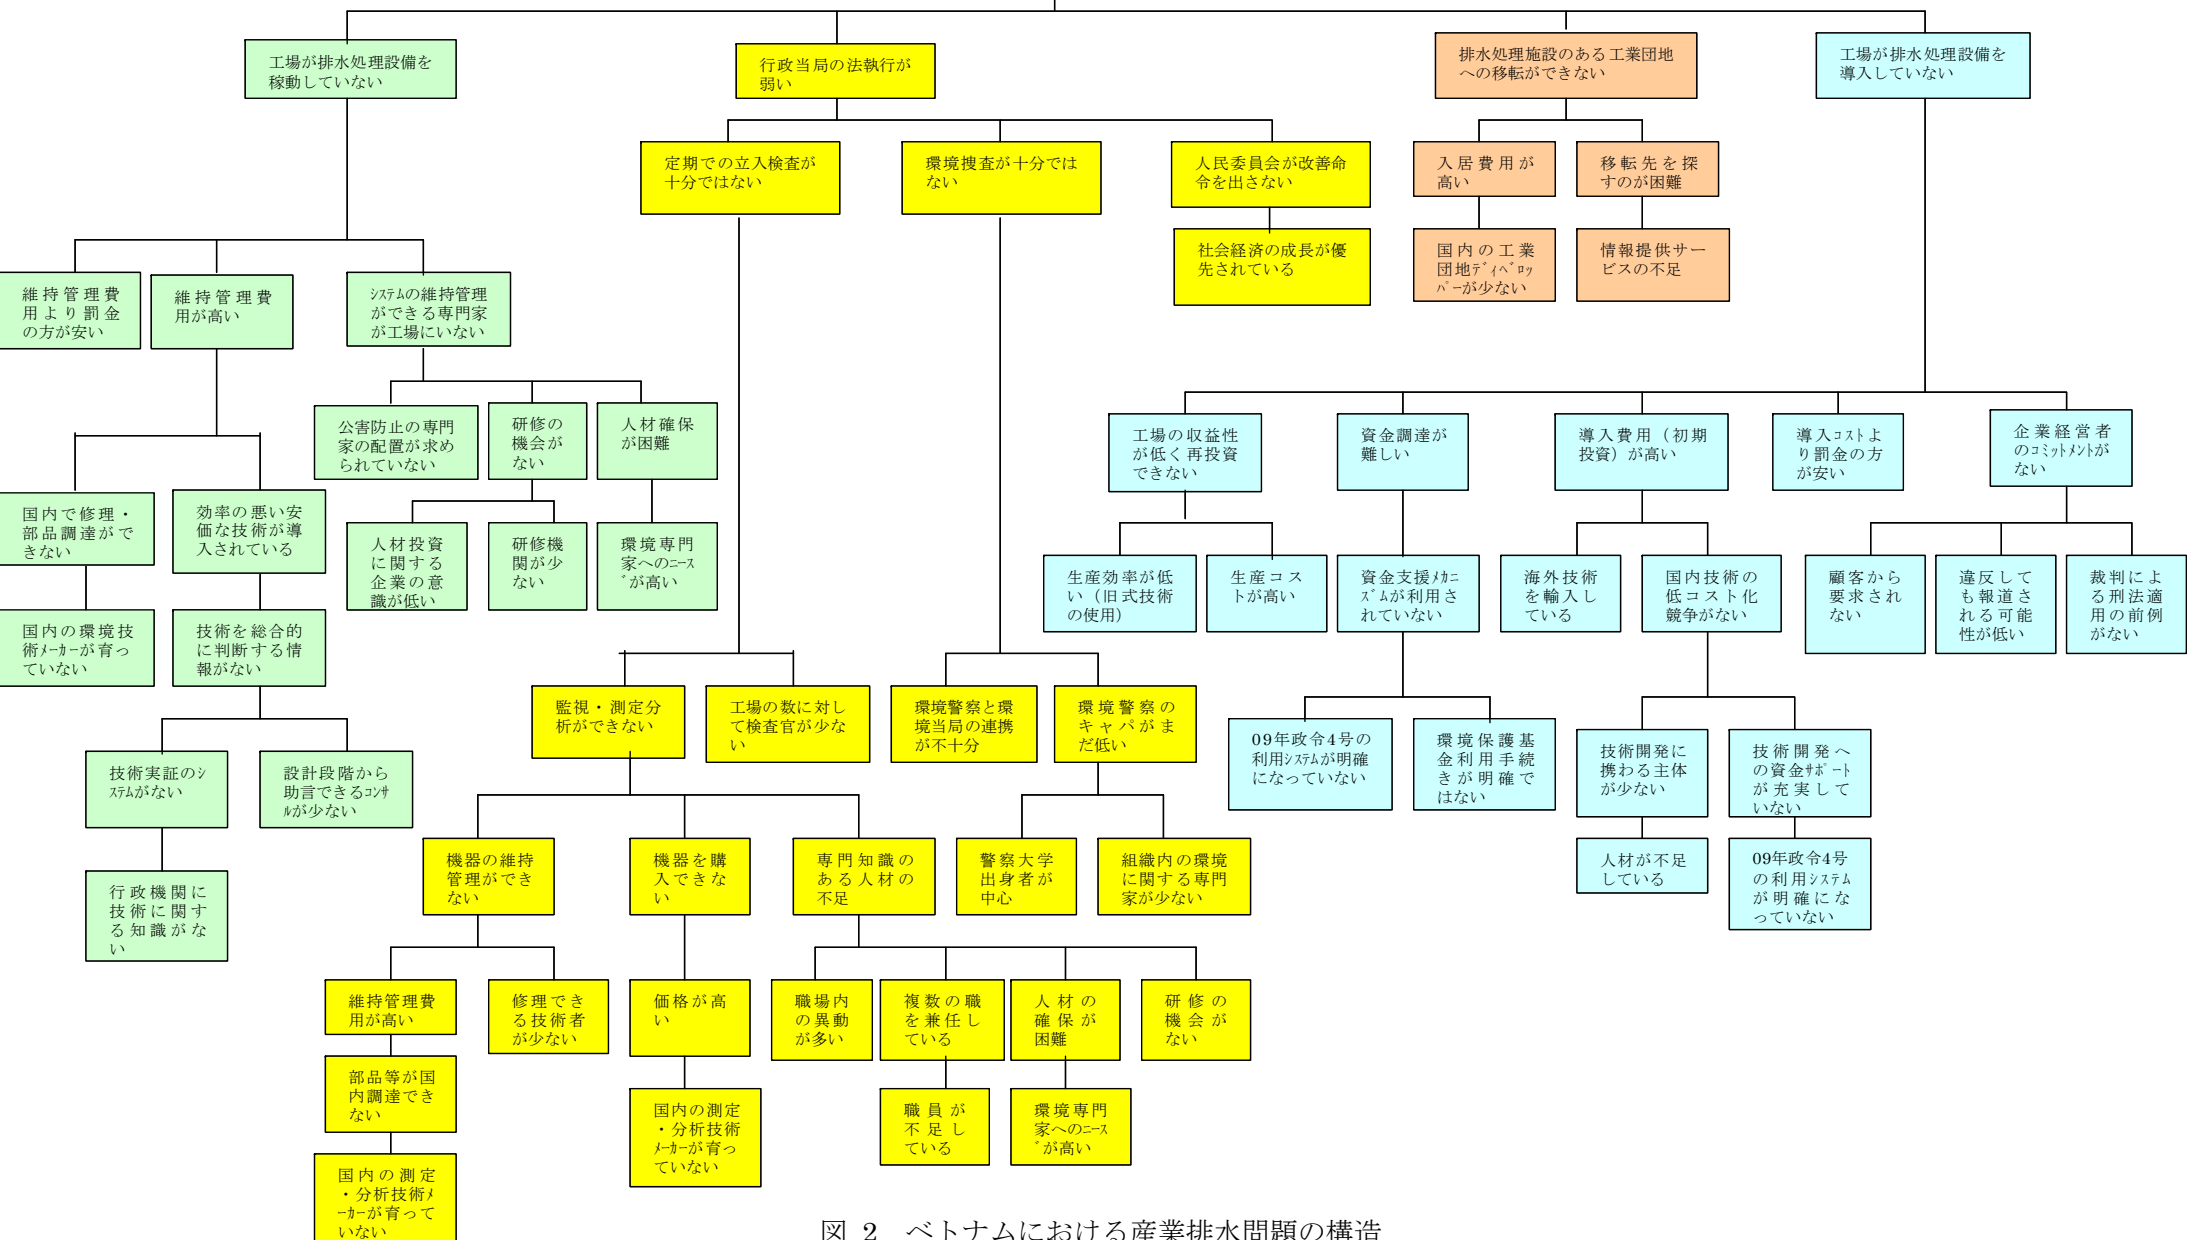 工場が排水処理設備を
稼動していない
行政当局の法執行が
弱い
排水処理施設のある工業団地
への移転ができない
工場が排水処理設備を
導入していない
定期での立入検査が
十分ではない
環境捜査が十分では
ない
人民委員会が改善命
令を出さない
入居費用が
高い
移転先を探
すのが困難
社会経済の成長が優
先されている
国内の工業
団地ﾃﾞｨﾍﾞﾛｯ
ﾊﾟｰが少ない
情報提供サー
ビスの不足
維持管理費
用より罰金
の方が安い
維持管理費
用が高い
ｼｽﾃﾑの維持管理
ができる専門家
が工場にいない
公害防止の専門
家の配置が求め
られていない
研修の
機会が
ない
人材確保
が困難
工場の収益性
が低く再投資
できない
資金調達が
難しい
導入費用（初期
投資）が高い
導入ｺｽﾄよ
り罰金の方
が安い
企業経営者
のｺﾐｯﾄﾒﾝﾄが
ない
国内で修理・
部品調達がで
きない
効率の悪い安
価な技術が導
入されている
人材投資
に関する
企業の意
識が低い
研修機
関が少
ない
環境専門
家へのﾆｰｽ
ﾞが高い
生産効率が低
い（旧式技術
の使用）
生産コス
トが高い
資金支援ﾒｶﾆ
ｽﾞﾑが利用さ
れていない
海外技術
を輸入し
ている
国内技術の
低コスト化
競争がない
顧客から
要求され
ない
違反して
も報道さ
れる可能
性が低い
裁判によ
る刑法適
用の前例
がない
国内の環境技
術ﾒｰｶｰが育っ
ていない
技術を総合的
に判断する情
報がない
監視・測定分
析ができない
工場の数に対し
て検査官が少な
い
環境警察と環
境当局の連携
が不十分
環境警察の
キャパがま
だ低い
09年政令4号の
利用ｼｽﾃﾑが明確
になっていない
環境保護基
金利用手続
きが明確で
はない
技術開発に
携わる主体
が少ない
技術開発へ
の資金ｻﾎﾟｰﾄ
が充実して
いない
技術実証のｼ
ｽﾃﾑがない
設計段階から
助言できるｺﾝｻ
ﾙが少ない
機器の維持
管理ができ
ない
機器を購
入できな
い
専門知識の
ある人材の
不足
警察大学
出身者が
中心
組織内の環境
に関する専門
家が少ない
人材が不足
している
09年政令4号
の利用ｼｽﾃﾑ
が明確にな
っていない
行政機関に
技術に関す
る知識がな
い
維持管理費
用が高い
修理でき
る技術者
が少ない
価格が高
い
職場内
の異動
が多い
複数の職
を兼任し
ている
人材の
確保が
困難
研修の
機会が
ない
部品等が国
内調達でき
ない
国内の測定
・分析技術
ﾒｰｶｰが育っ
ていない
職員が
不足し
ている
環境専門
家へのﾆｰｽ
ﾞが高い
国内の測定
・分析技術ﾒ
ｰｶｰが育って
いない
図 2 ベトナムにおける産業排水問題の構造